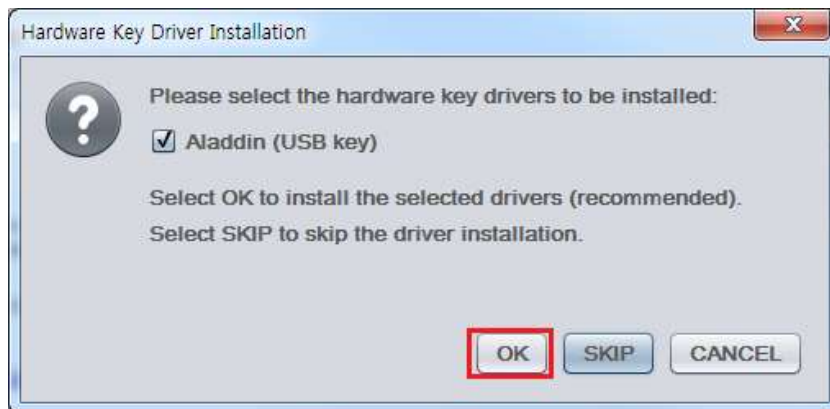 Hardware Key Driver Installation
?
Please select the hardware key drivers to be installed:
Aladdin (USB key)
Select OK to install the selected drivers (recommended).
Select SKIP to skip the driver installation.
OK SKIP CANCEL